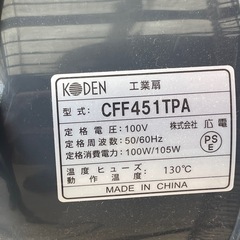 KODEN 工業扇
型式: CFF451TPA
定格電圧: 100V 株式会社 広電
定格周波数: 50/60Hz
定格消費電力: 100W/105W
PS
E
温度ヒューズ
動作温度: 130℃
MADE IN CHINA